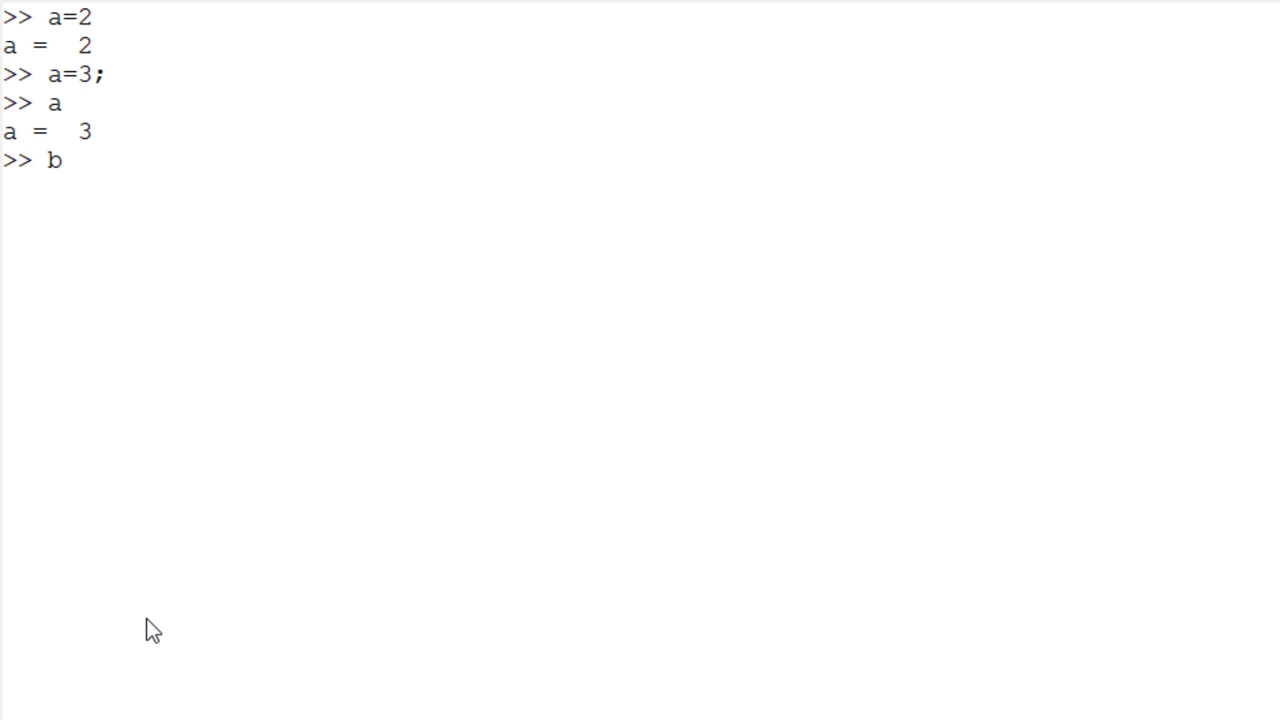 >> a=2
a =  2
>> a=3;
>> a
a =  3
>> b